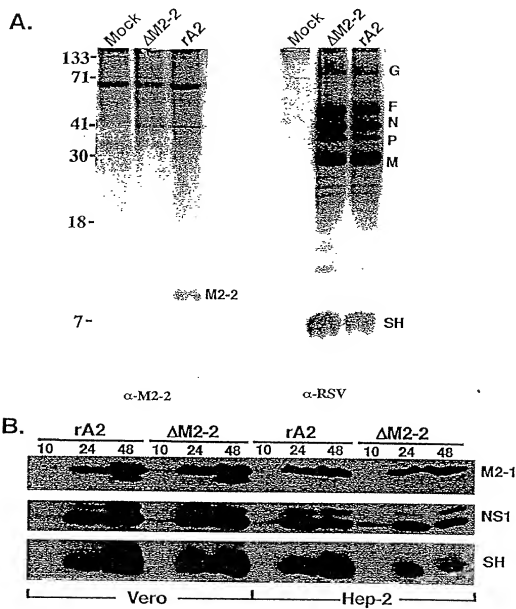 A.
Mock ΔM2-2 rA2 Mock ΔM2-2 rA2
133-
71-
41-
30-
18-
7-
G
F
N
P
M
M2-2
SH
α-M2-2 α-RSV
B.
rA2 ΔM2-2 rA2 ΔM2-2
10 24 48 10 24 48 10 24 48 10 24 48
M2-1
NS1
SH
Vero Hep-2